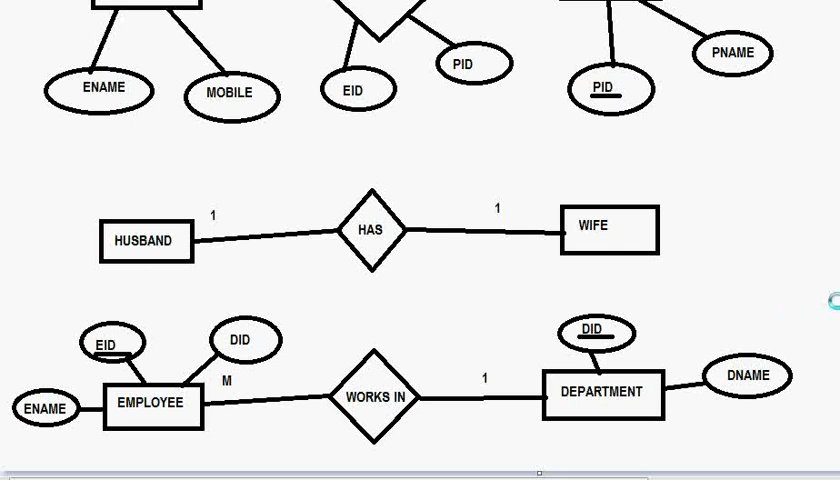 ENAME
MOBILE
EID
PID
PID
PNAME
1
1
HUSBAND
HAS
WIFE
EID
DID
DID
M
1
ENAME
EMPLOYEE
WORKS IN
DEPARTMENT
DNAME